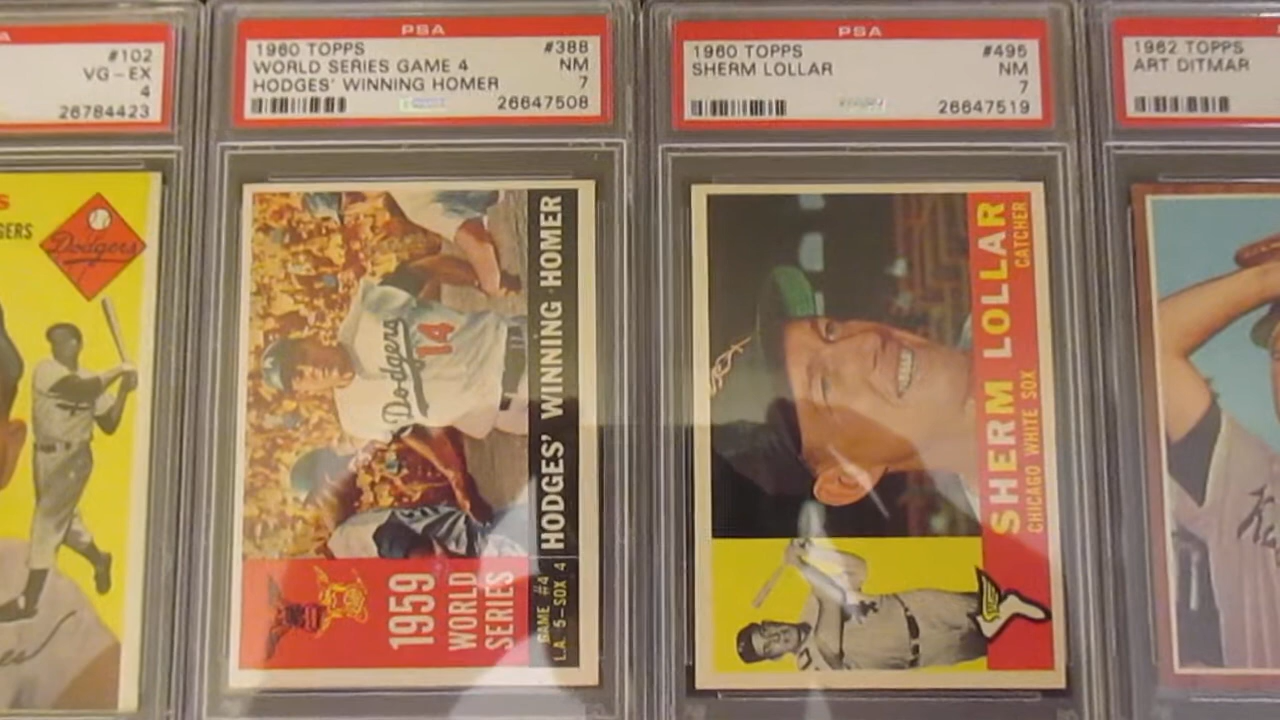 #102
VG-EX
4
26784423
GERS
Dodgers
PSA
1960 TOPPS #388
WORLD SERIES GAME 4 NM
HODGES' WINNING HOMER 7
26647508
Dodgers
14
HODGES' WINNING HOMER
1959
WORLD
SERIES
GAME #4
L.A. 5-SOX 4
PSA
1960 TOPPS #495
SHERM LOLLAR NM
7
26647519
SHERM LOLLAR
CATCHER
CHICAGO WHITE SOX
1962 TOPPS
ART DITMAR